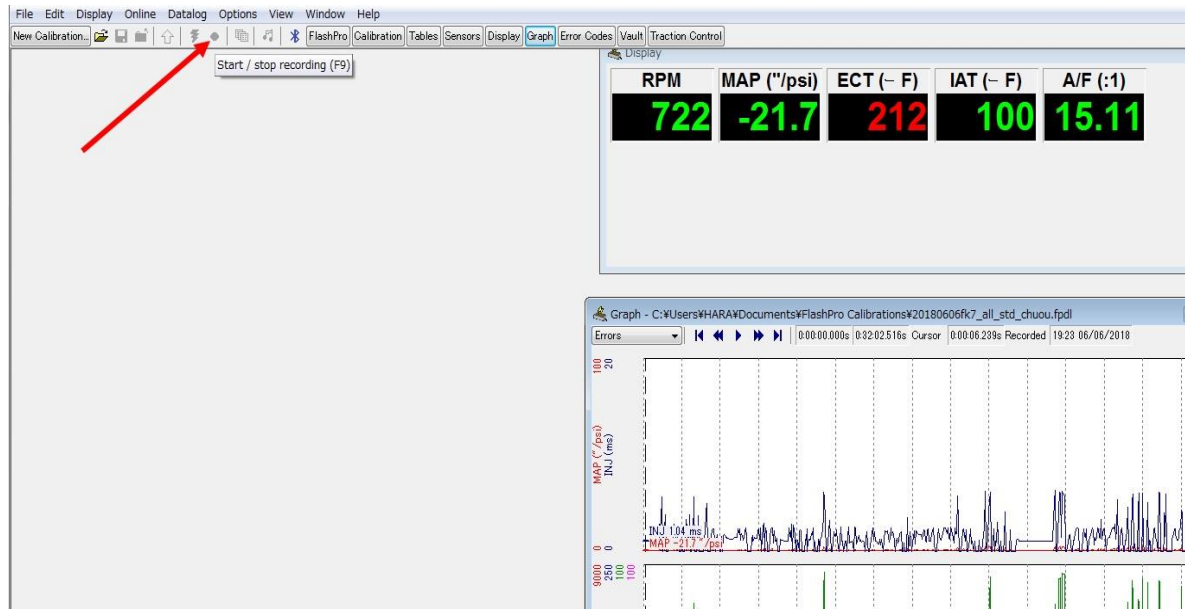 File Edit Display Online Datalog Options View Window Help
New Calibration... FlashPro Calibration Tables Sensors Display Graph Error Codes Vault Traction Control
Start / stop recording (F9)
Display
RPM MAP ("/psi) ECT (– F) IAT (– F) A/F (:1)
722 -21.7 212 100 15.11
Graph - C:¥Users¥HARA¥Documents¥FlashPro Calibrations¥20180606fk7_all_std_chuou.fpdl
Errors 0:00:00.000s 0:32:02.516s Cursor 0:00:06.239s Recorded 19:23 06/06/2018
100 20
MAP ("/psi)
INJ (ms)
INJ 1.04 ms
MAP -21.7 "/psi
0 0
9000 250 100 100